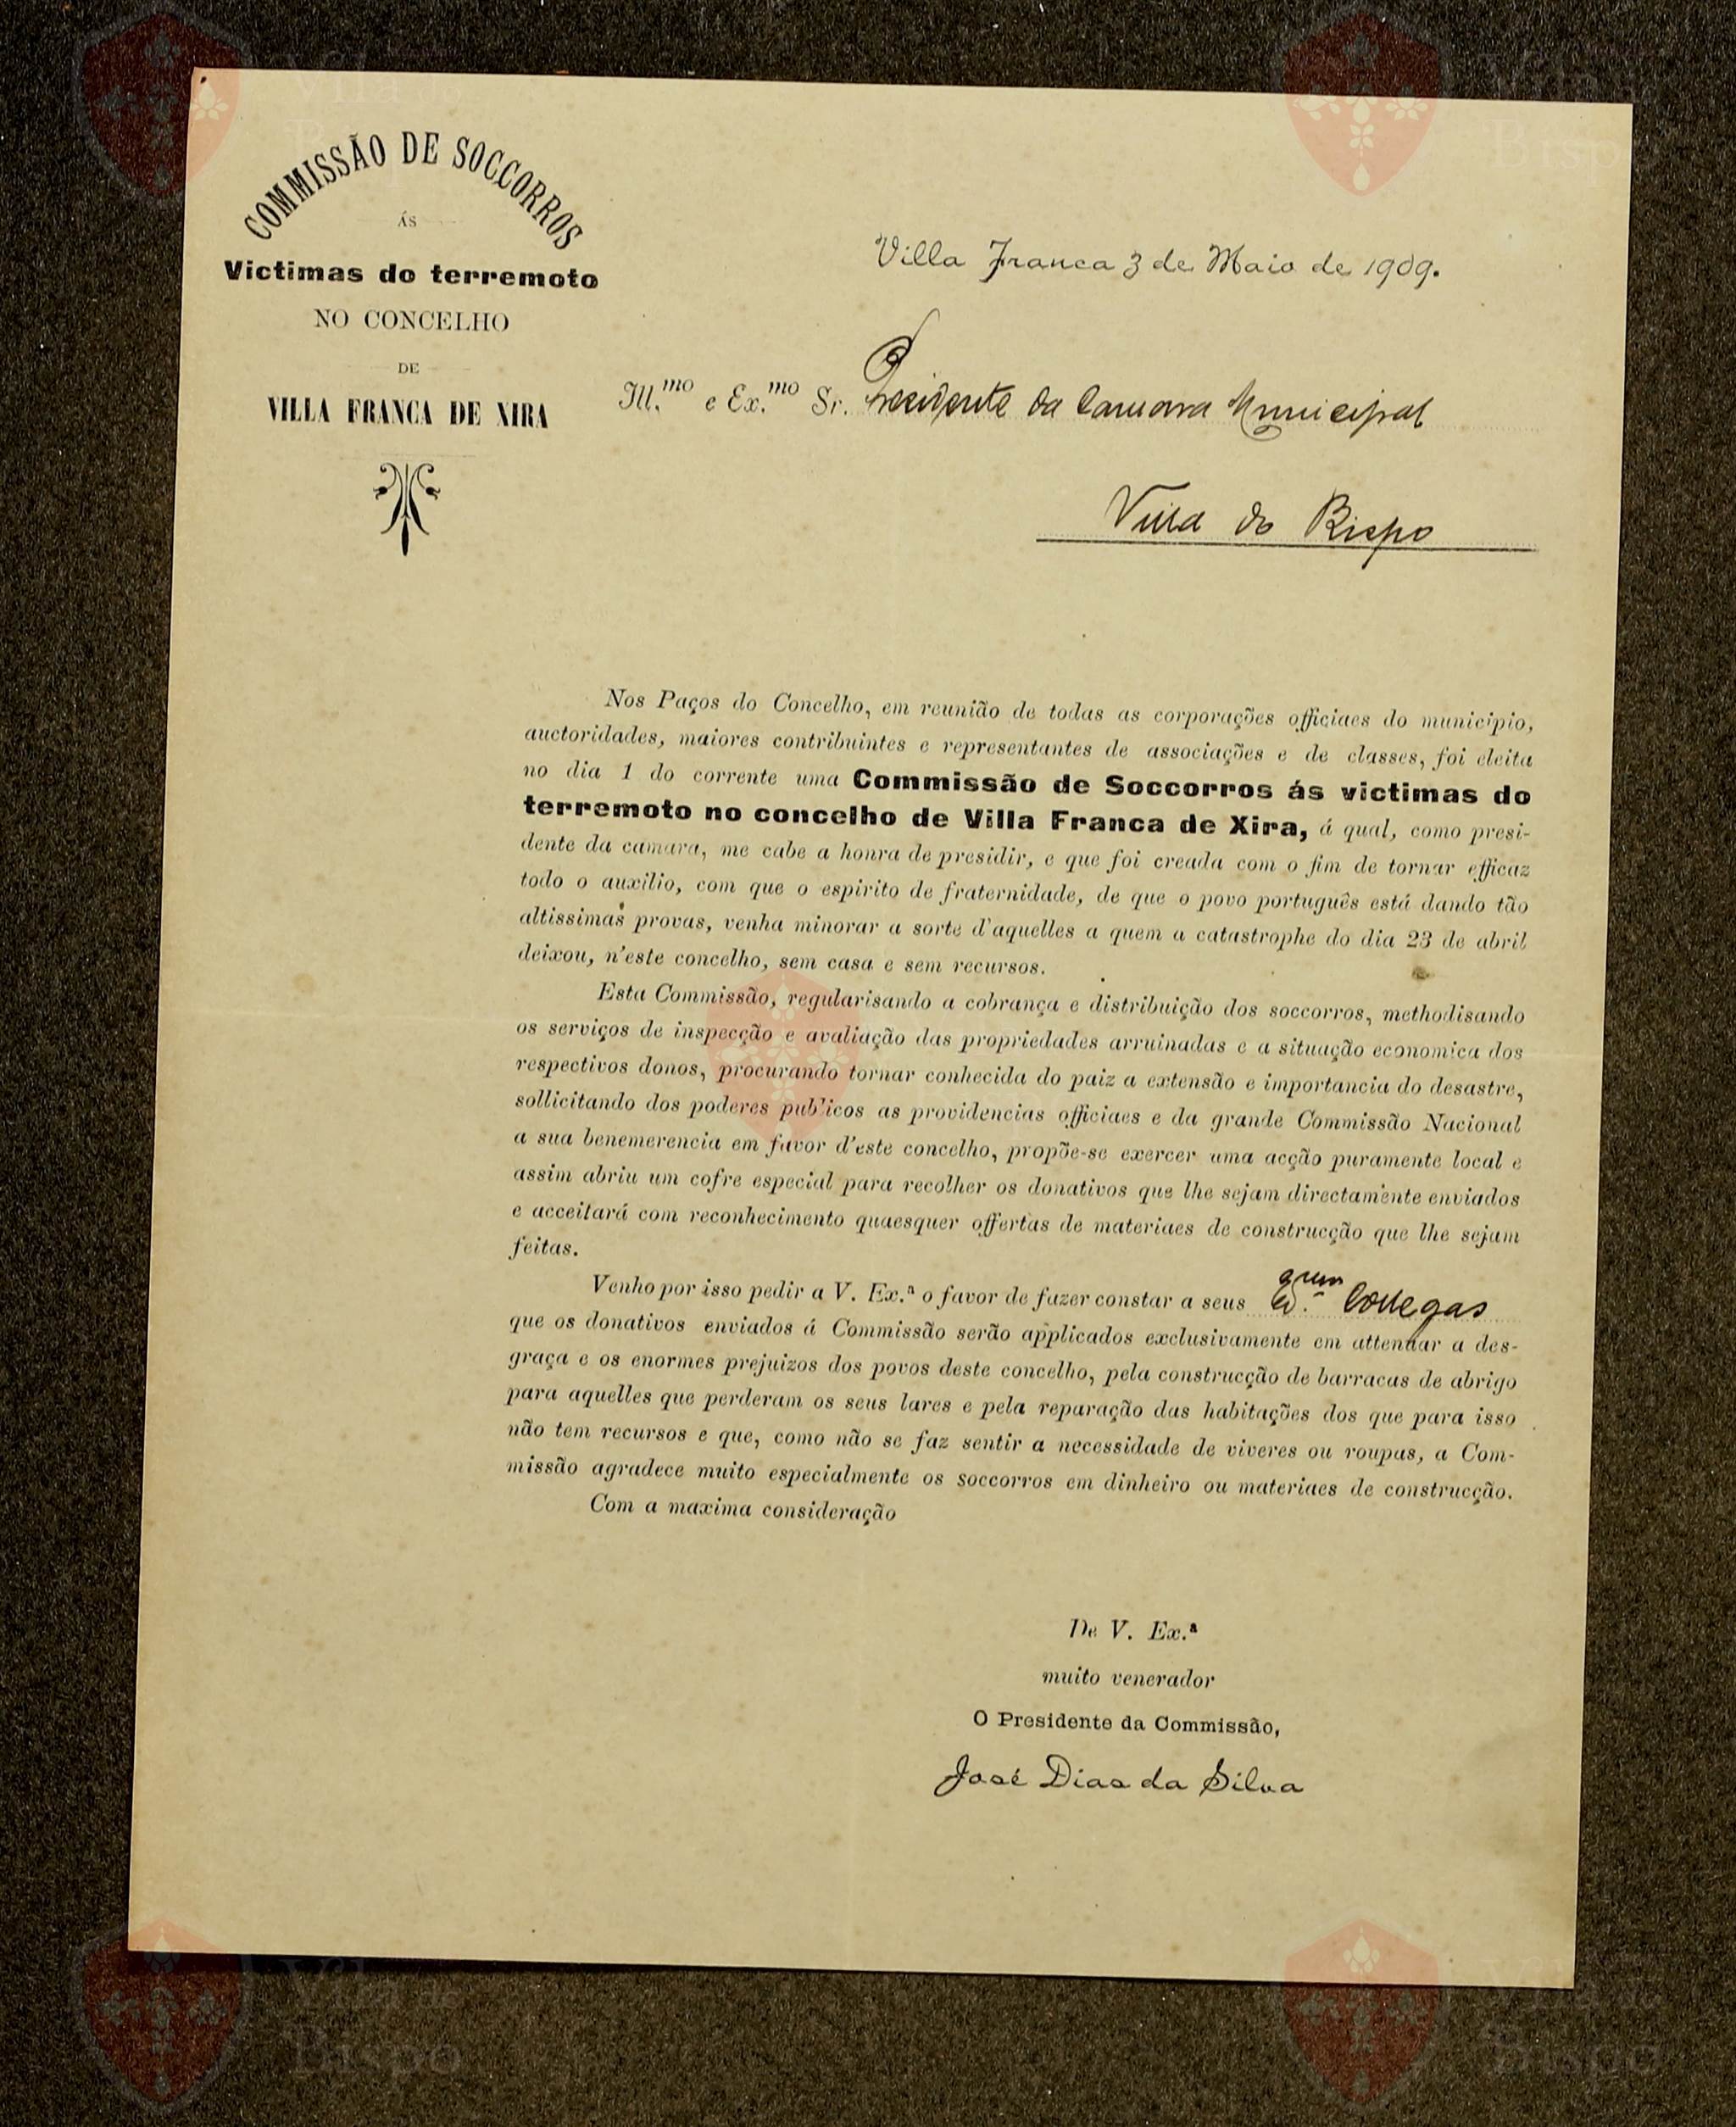 COMMISSÃO DE SOCCORROS
ÁS
Victimas do terremoto
NO CONCELHO
DE
VILLA FRANCA DE XIRA
Villa Franca 3 de Maio de 1909.
Ill.mo e Ex.mo Sr. Presidente da Camara Municipal
Villa do Bispo
Nos Paços do Concelho, em reunião de todas as corporações officiaes do municipio,
auctoridades, maiores contribuintes e representantes de associações e de classes, foi eleita
no dia 1 do corrente uma Commissão de Soccorros ás victimas do
terremoto no concelho de Villa Franca de Xira, á qual, como presi-
dente da camara, me cabe a honra de presidir, e que foi creada com o fim de tornar efficaz
todo o auxilio, com que o espirito de fraternidade, de que o povo português está dando tão
altissimas provas, venha minorar a sorte d'aquelles a quem a catastrophe do dia 23 de abril
deixou, n'este concelho, sem casa e sem recursos.
Esta Commissão, regularisando a cobrança e distribuição dos soccorros, methodisando
os serviços de inspecção e avaliação das propriedades arruinadas e a situação economica dos
respectivos donos, procurando tornar conhecida do paiz a extensão e importancia do desastre,
sollicitando dos poderes publicos as providencias officiaes e da grande Commissão Nacional
a sua benemerencia em favor d'este concelho, propõe-se exercer uma acção puramente local e
assim abriu um cofre especial para recolher os donativos que lhe sejam directamente enviados
e acceitará com reconhecimento quaesquer offertas de materiaes de construcção que lhe sejam
feitas.
Venho por isso pedir a V. Ex.ª o favor de fazer constar a seus Collegas
que os donativos enviados á Commissão serão applicados exclusivamente em attenuar a des-
graça e os enormes prejuizos dos povos deste concelho, pela construcção de barracas de abrigo
para aquelles que perderam os seus lares e pela reparação das habitações dos que para isso
não tem recursos e que, como não se faz sentir a necessidade de viveres ou roupas, a Com-
missão agradece muito especialmente os soccorros em dinheiro ou materiaes de construcção.
Com a maxima consideração
De V. Ex.ª
muito venerador
O Presidente da Commissão,
José Dias da Silva
Vila do
Bispo
Bispo
Vila do
Bispo
Bispo